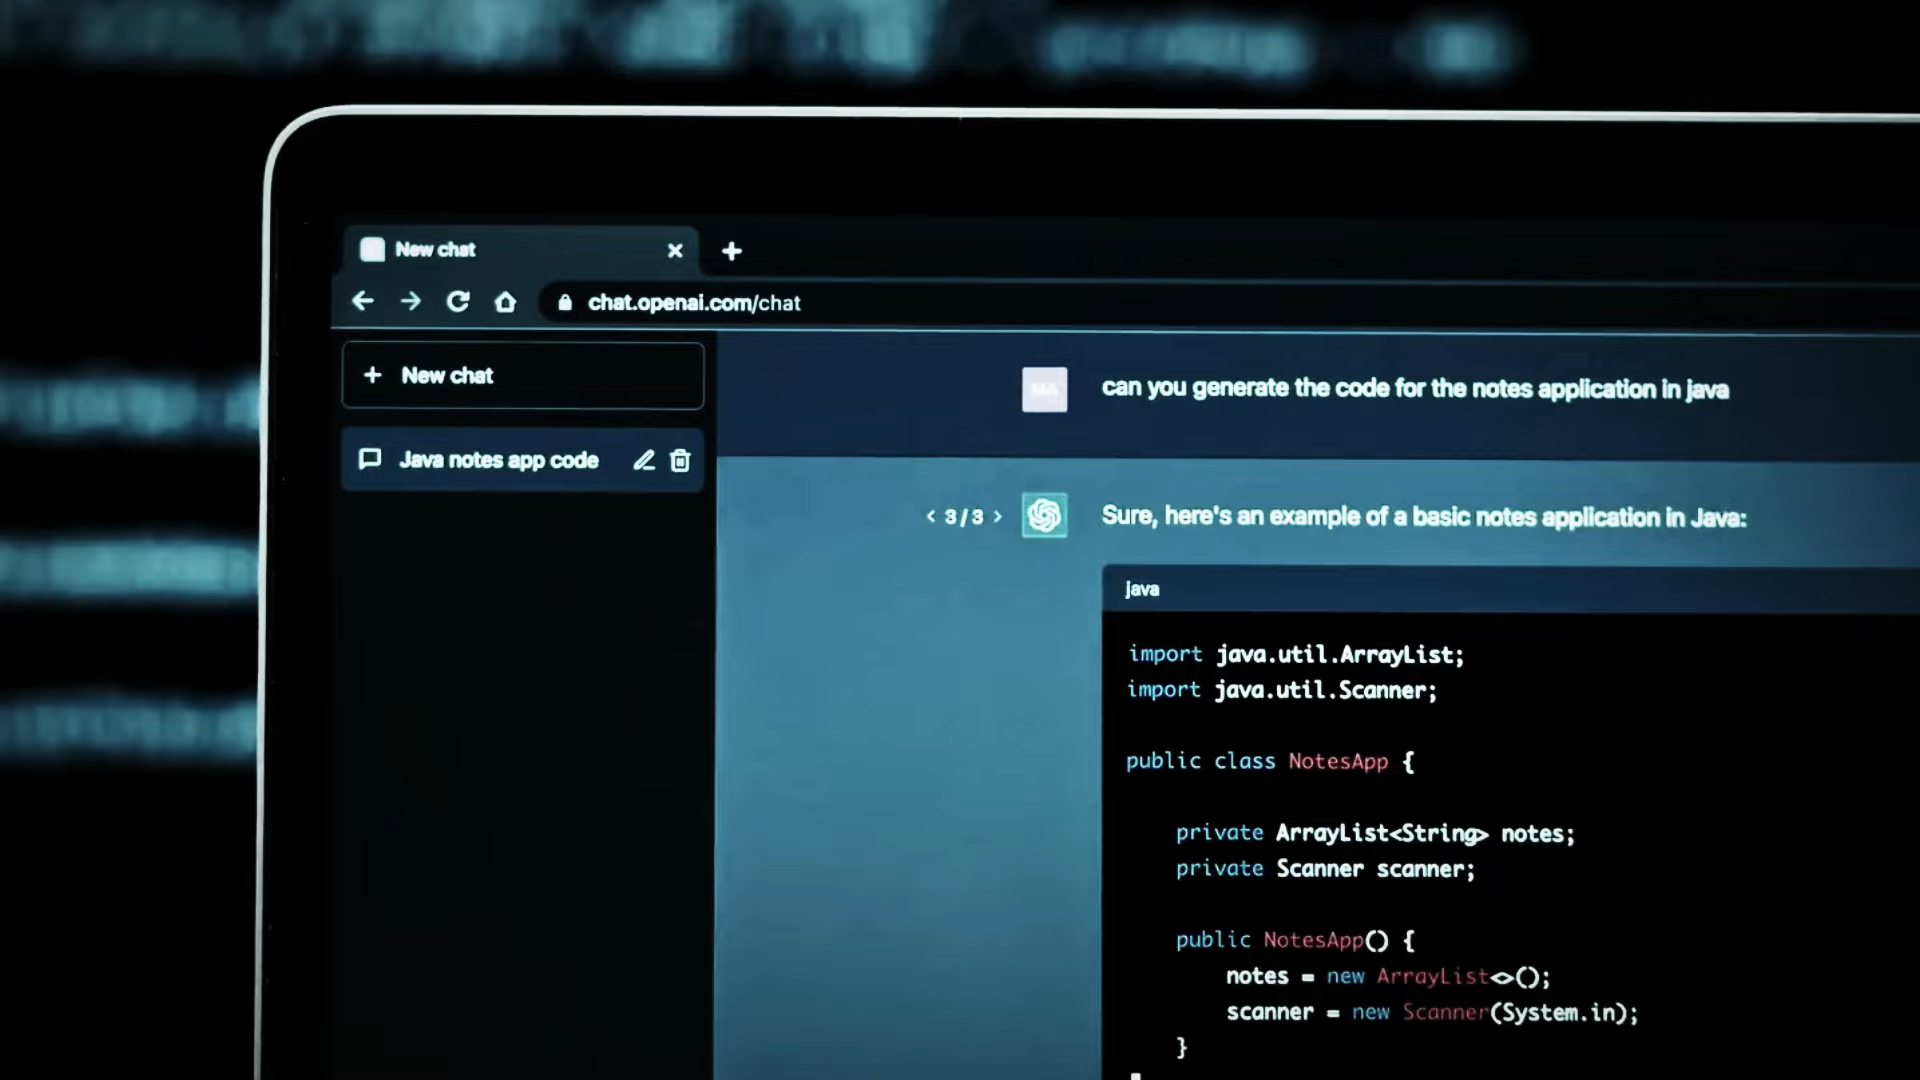 New chat
chat.openai.com/chat
New chat
Java notes app code
can you generate the code for the notes application in java
< 3/3 >
Sure, here's an example of a basic notes application in Java:
java
import java.util.ArrayList;
import java.util.Scanner;
public class NotesApp {
private ArrayList<String> notes;
private Scanner scanner;
public NotesApp() {
notes = new ArrayList<>();
scanner = new Scanner(System.in);
}